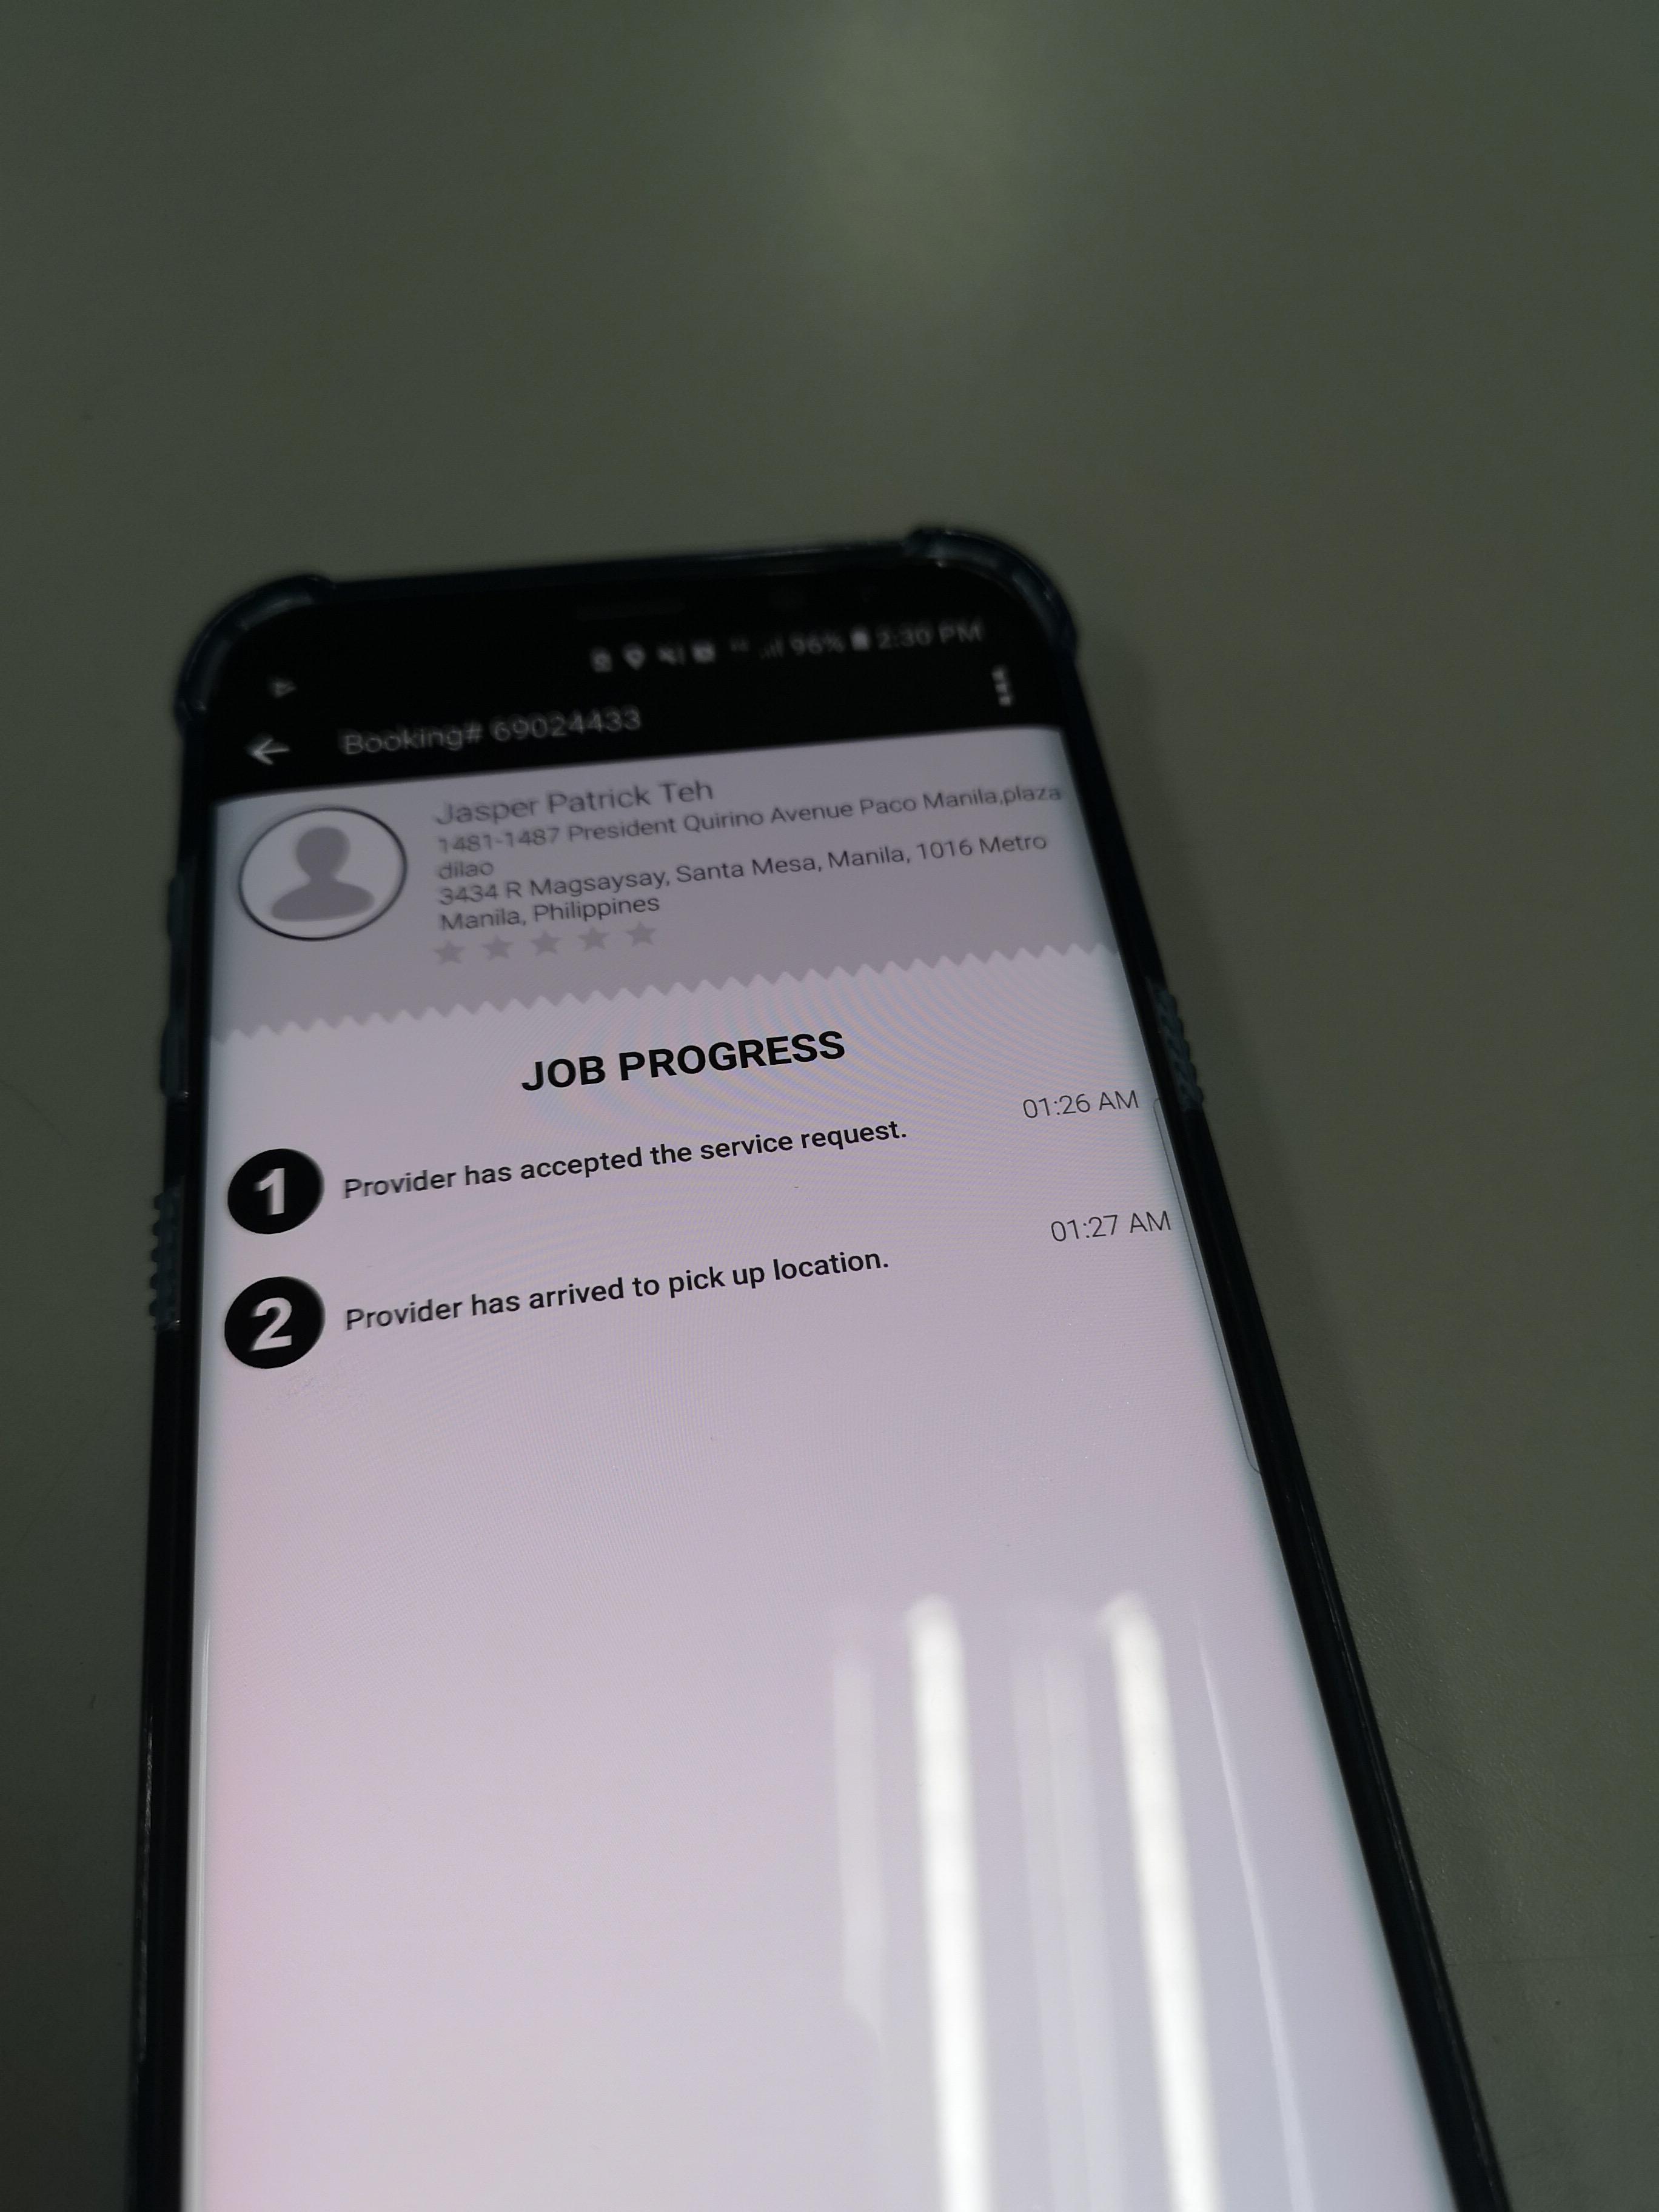 96% 2:30 PM
Booking# 69024433
Jasper Patrick Teh
1481-1487 President Quirino Avenue Paco Manila,plaza
dilao
3434 R Magsaysay, Santa Mesa, Manila, 1016 Metro
Manila, Philippines
JOB PROGRESS
01:26 AM
1 Provider has accepted the service request.
01:27 AM
2 Provider has arrived to pick up location.